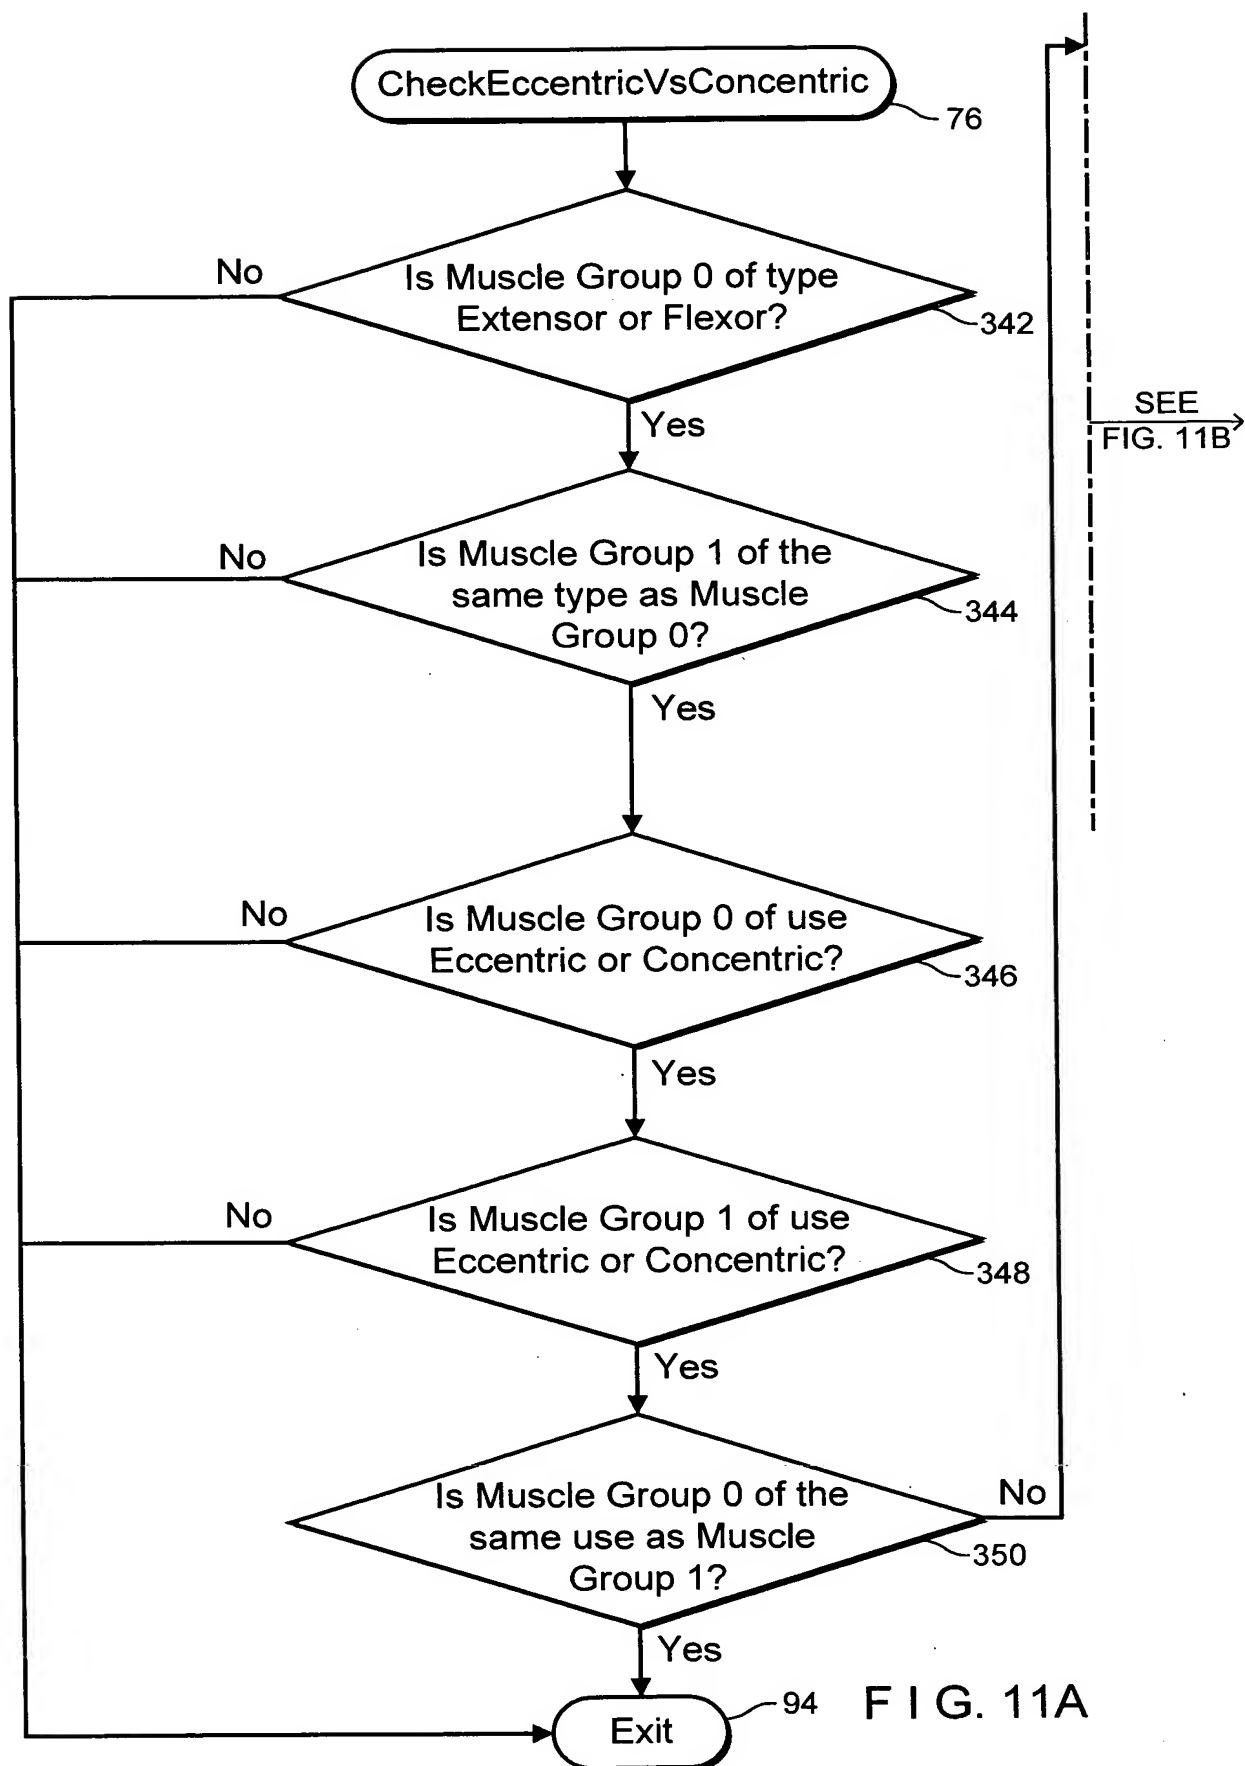 CheckEccentricVsConcentric
76
No
Is Muscle Group 0 of type
Extensor or Flexor?
342
Yes
SEE
FIG. 11B
No
Is Muscle Group 1 of the
same type as Muscle
Group 0?
344
Yes
No
Is Muscle Group 0 of use
Eccentric or Concentric?
346
Yes
No
Is Muscle Group 1 of use
Eccentric or Concentric?
348
Yes
Is Muscle Group 0 of the
same use as Muscle
Group 1?
No
350
Yes
Exit
94
FIG. 11A